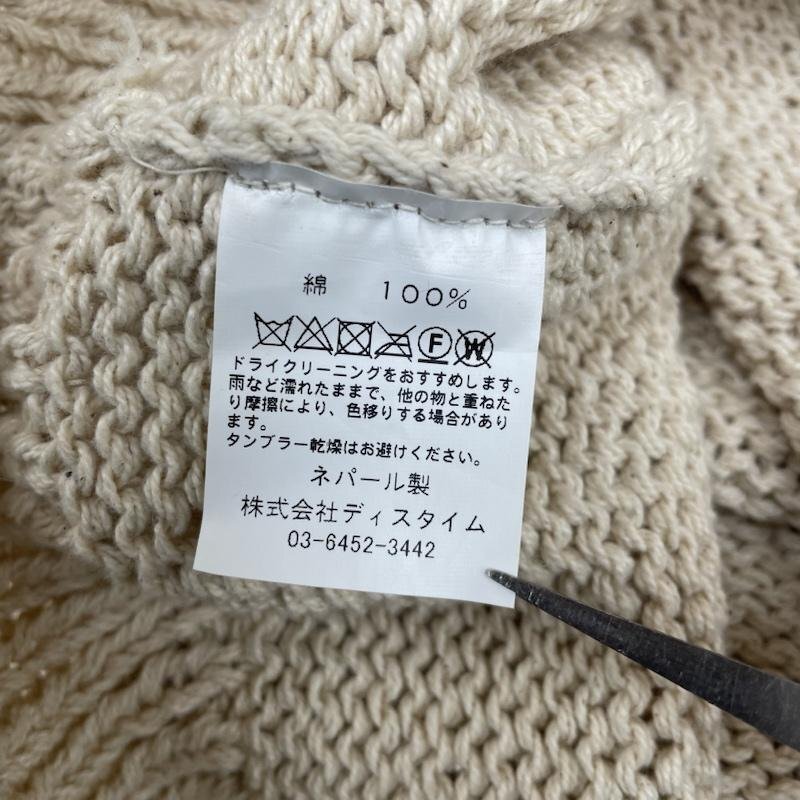 綿 100%
F W
ドライクリーニングをおすすめします。
雨など濡れたままで、他の物と重ねた
り摩擦により、色移りする場合があり
ます。
タンブラー乾燥はお避けください。
ネパール製
株式会社ディスタイム
03-6452-3442